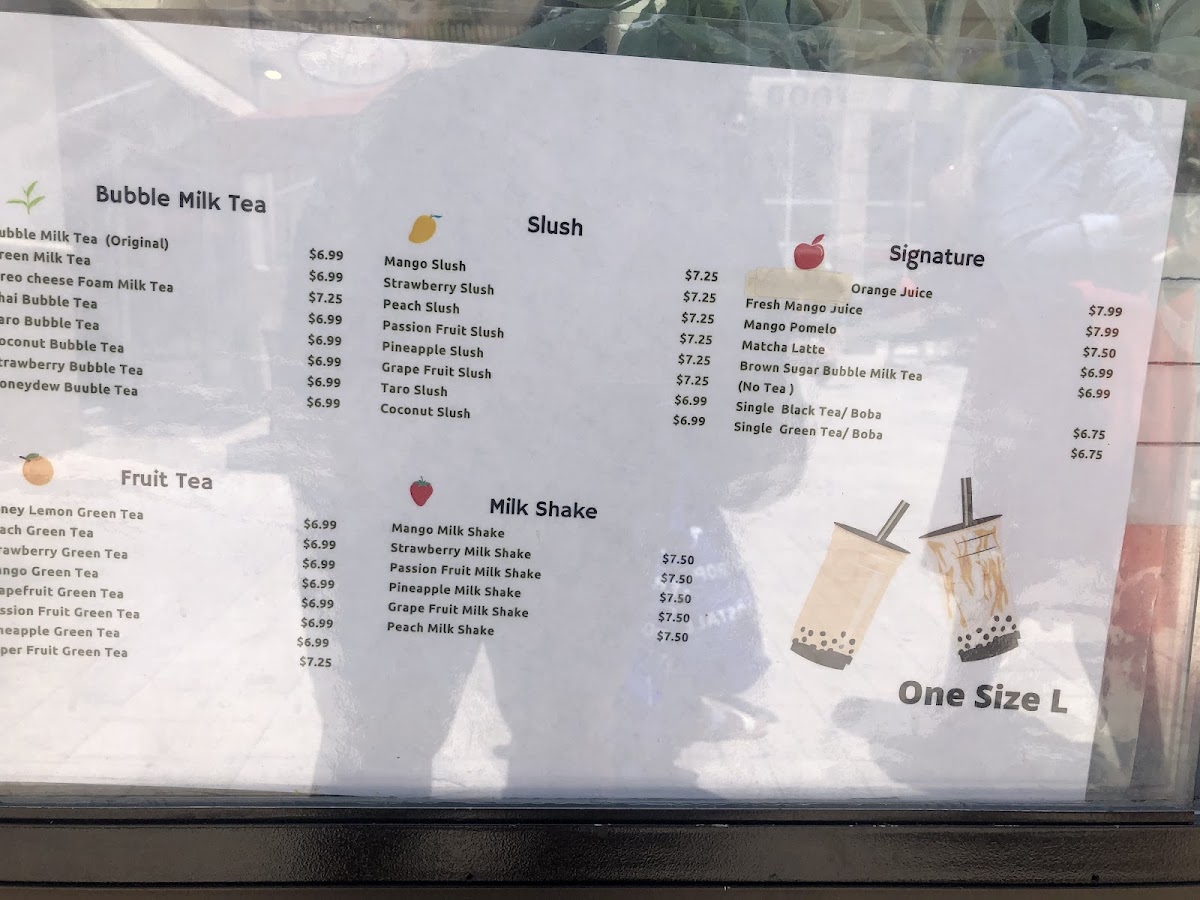 Bubble Milk Tea
ubble Milk Tea (Original)
$6.99
reen Milk Tea
$6.99
reo cheese Foam Milk Tea
$7.25
hai Bubble Tea
$6.99
aro Bubble Tea
$6.99
oconut Bubble Tea
$6.99
trawberry Bubble Tea
$6.99
oneydew Buuble Tea
$6.99
Fruit Tea
ney Lemon Green Tea
$6.99
ach Green Tea
$6.99
rawberry Green Tea
$6.99
ngo Green Tea
$6.99
apefruit Green Tea
$6.99
ssion Fruit Green Tea
$6.99
neapple Green Tea
$6.99
per Fruit Green Tea
$7.25
Slush
Mango Slush
$7.25
Strawberry Slush
$7.25
Peach Slush
$7.25
Passion Fruit Slush
$7.25
Pineapple Slush
$7.25
Grape Fruit Slush
$7.25
Taro Slush
$6.99
Coconut Slush
$6.99
Milk Shake
Mango Milk Shake
$7.50
Strawberry Milk Shake
$7.50
Passion Fruit Milk Shake
$7.50
Pineapple Milk Shake
$7.50
Grape Fruit Milk Shake
$7.50
Peach Milk Shake
Signature
Orange Juice
$7.99
Fresh Mango Juice
$7.99
Mango Pomelo
$7.50
Matcha Latte
$6.99
Brown Sugar Bubble Milk Tea
$6.99
(No Tea )
Single Black Tea/ Boba
$6.75
Single Green Tea/ Boba
$6.75
One Size L